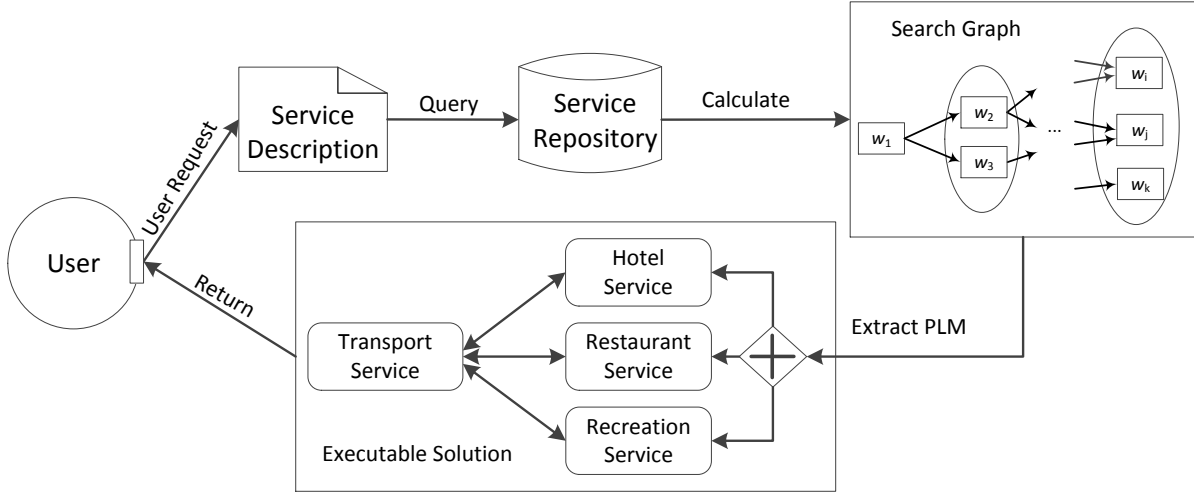 Search Graph
w1
w2
w3
...
wi
wj
wk
Service
Description
Query
Service
Repository
Calculate
User Request
User
Return
Extract PLM
Hotel
Service
Transport
Service
Restaurant
Service
Recreation
Service
Executable Solution